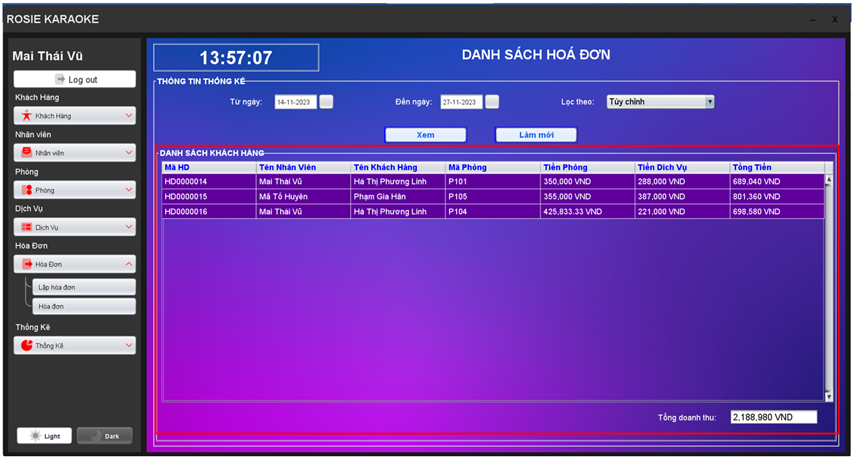 ROSIE KARAOKE
– X
Mai Thái Vũ
Log out
Khách Hàng
Khách Hàng
Nhân viên
Nhân viên
Phòng
Phòng
Dịch Vụ
Dịch Vụ
Hóa Đơn
Hóa Đơn
Lập hóa đơn
Hóa đơn
Thống Kê
Thống Kê
Light Dark
13:57:07
DANH SÁCH HOÁ ĐƠN
THÔNG TIN THỐNG KÊ
Từ ngày: 14-11-2023 Đến ngày: 27-11-2023 Lọc theo: Tùy chỉnh
Xem Làm mới
DANH SÁCH KHÁCH HÀNG
Mã HD Tên Nhân Viên Tên Khách Hàng Mã Phòng Tiền Phòng Tiền Dịch Vụ Tổng Tiền
HD0000014 Mai Thái Vũ Hà Thị Phương Linh P101 350,000 VND 288,000 VND 689,040 VND
HD0000015 Mã Tố Huyên Phạm Gia Hân P105 355,000 VND 387,000 VND 801,360 VND
HD0000016 Mai Thái Vũ Hà Thị Phương Linh P104 425,833.33 VND 221,000 VND 698,580 VND
Tổng doanh thu: 2,188,980 VND